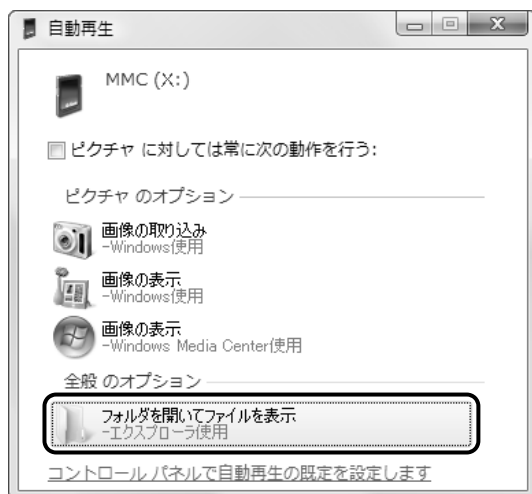 自動再生
MMC (X:)
ピクチャ に対しては常に次の動作を行う:
ピクチャ のオプション
画像の取り込み
-Windows使用
画像の表示
-Windows使用
画像の表示
-Windows Media Center使用
全般 のオプション
フォルダを開いてファイルを表示
-エクスプローラ使用
コントロール パネルで自動再生の既定を設定します